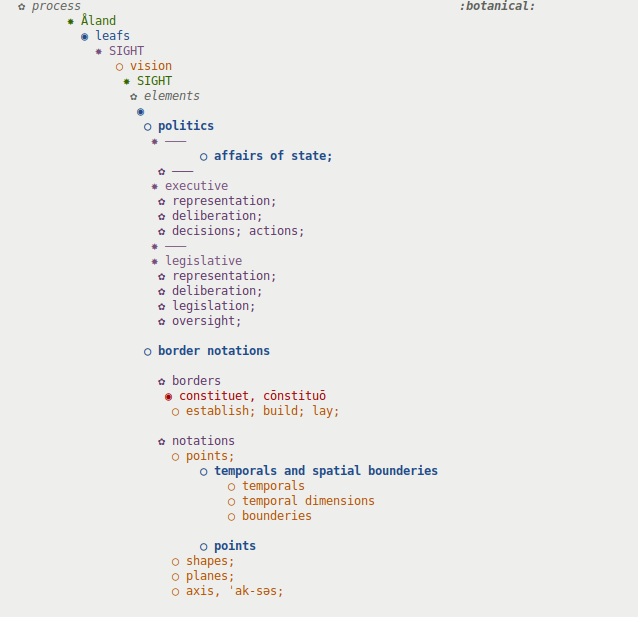 ✿ process :botanical:
✸ Åland
◉ leafs
✸ SIGHT
○ vision
✸ SIGHT
✿ elements
◉
○ politics
✸ ———
○ affairs of state;
✿ ———
✸ executive
✿ representation;
✿ deliberation;
✿ decisions; actions;
✸ ———
✸ legislative
✿ representation;
✿ deliberation;
✿ legislation;
✿ oversight;
○ border notations
✿ borders
◉ constituet, cōnstituō
○ establish; build; lay;
✿ notations
○ points;
○ temporals and spatial bounderies
○ temporals
○ temporal dimensions
○ bounderies
○ points
○ shapes;
○ planes;
○ axis, ˈak-səs;